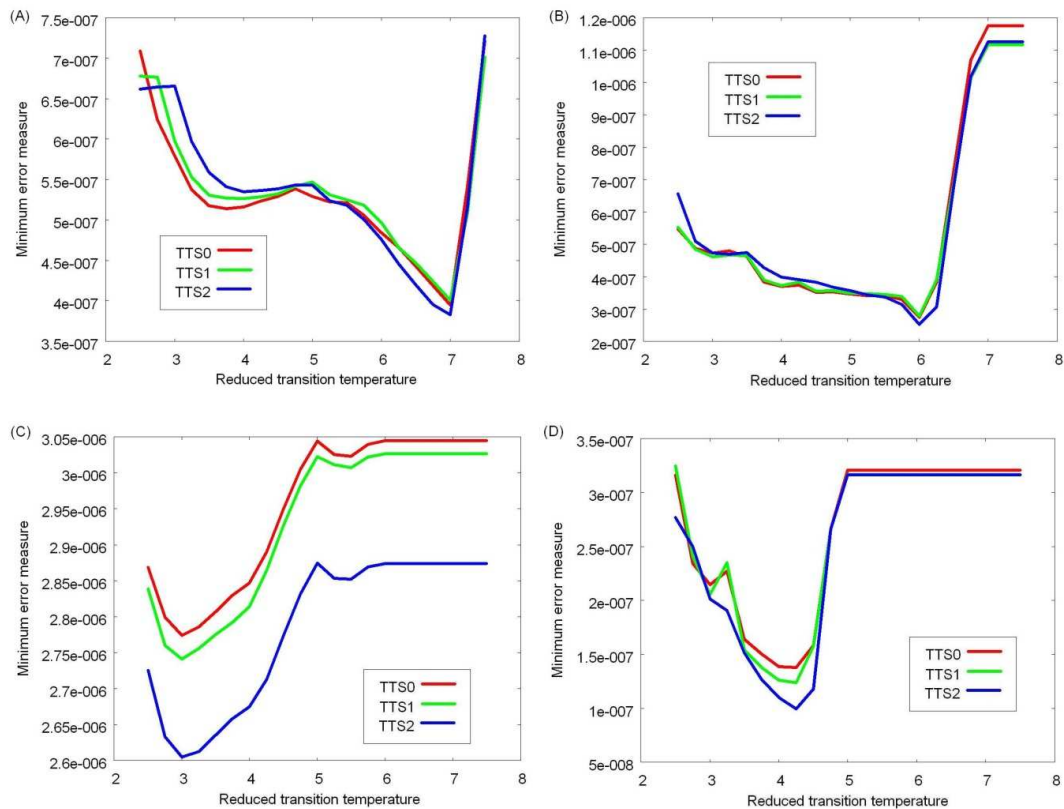 (A)
7.5e-007
7e-007
6.5e-007
6e-007
5.5e-007
5e-007
4.5e-007
4e-007
3.5e-007
Minimum error measure
TTS0
TTS1
TTS2
2 3 4 5 6 7 8
Reduced transition temperature
(B)
1.2e-006
1.1e-006
1e-006
9e-007
8e-007
7e-007
6e-007
5e-007
4e-007
3e-007
2e-007
Minimum error measure
TTS0
TTS1
TTS2
2 3 4 5 6 7 8
Reduced transition temperature
(C)
3.05e-006
3e-006
2.95e-006
2.9e-006
2.85e-006
2.8e-006
2.75e-006
2.7e-006
2.65e-006
2.6e-006
Minimum error measure
TTS0
TTS1
TTS2
2 3 4 5 6 7 8
Reduced transition temperature
(D)
3.5e-007
3e-007
2.5e-007
2e-007
1.5e-007
1e-007
5e-008
Minimum error measure
TTS0
TTS1
TTS2
2 3 4 5 6 7 8
Reduced transition temperature